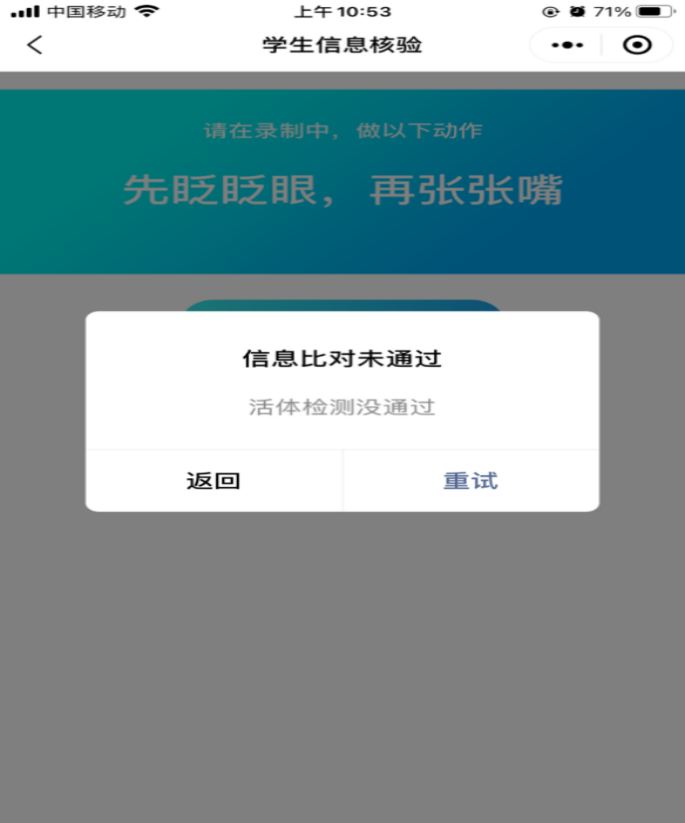 中国移动 上午10:53 71%
学生信息核验
请在录制中，做以下动作
先眨眨眼，再张张嘴
信息比对未通过
活体检测没通过
返回 重试